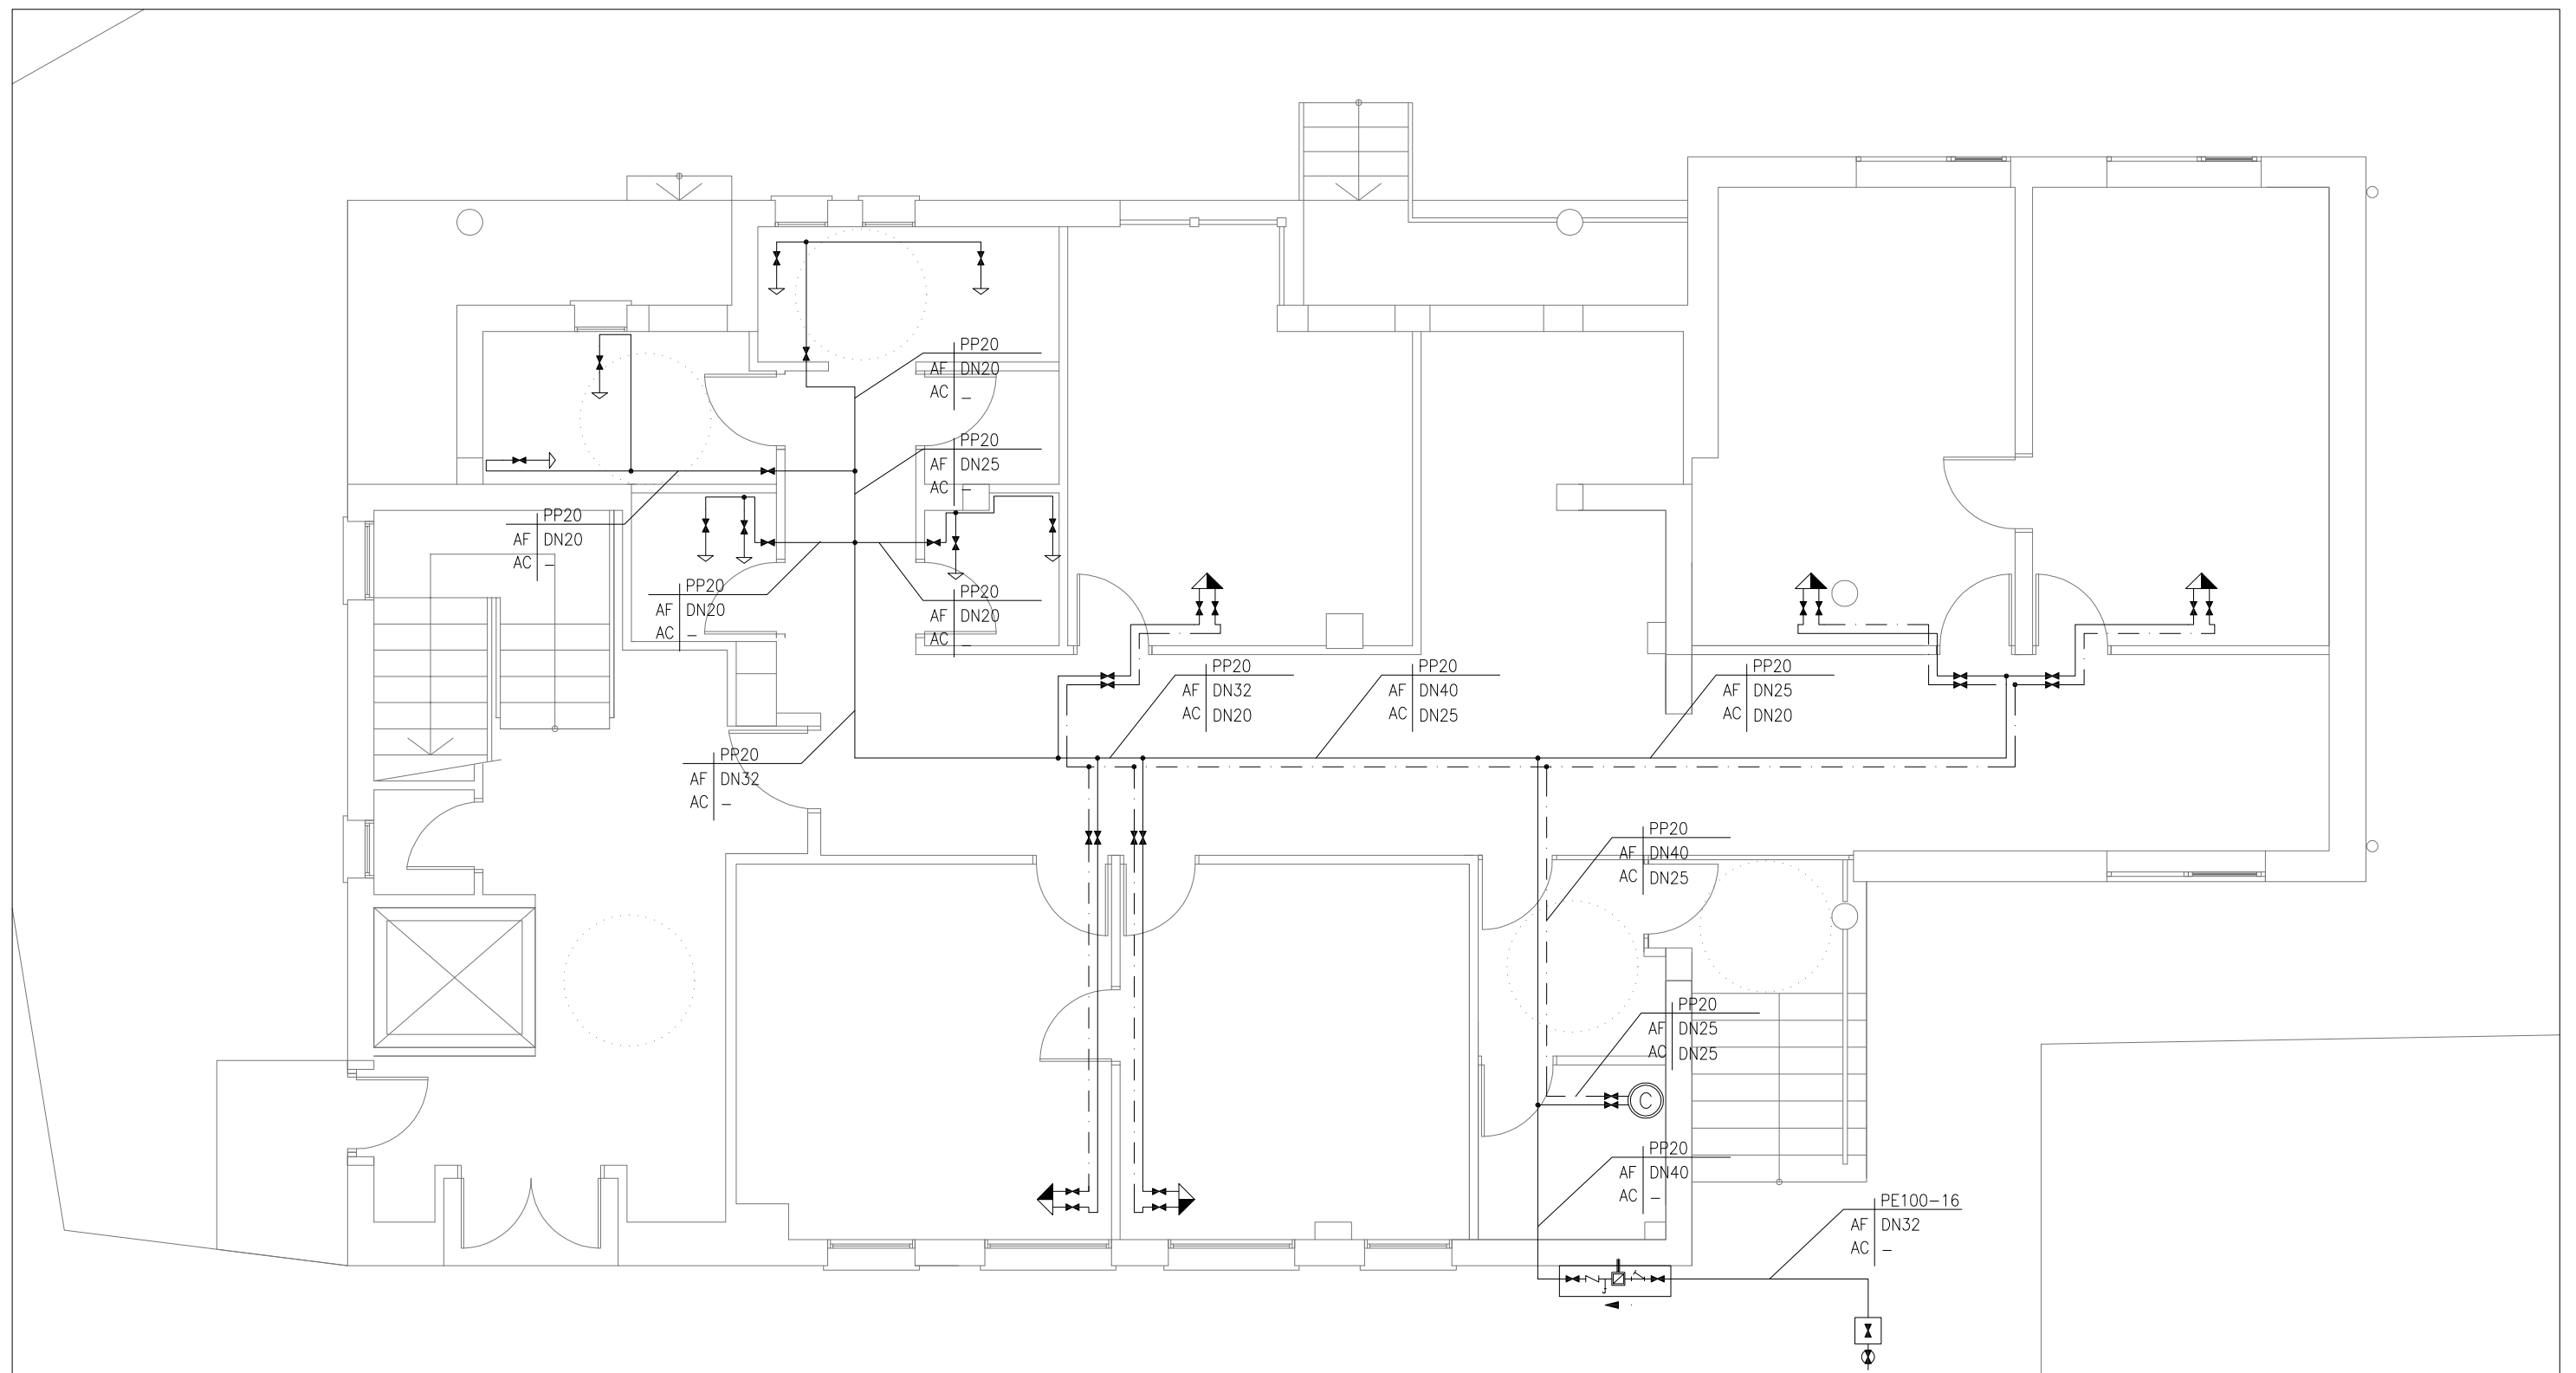 PP20
AF DN20
AC –
PP20
AF DN25
AC –
PP20
AF DN20
AC –
PP20
AF DN20
AC –
PP20
AF DN20
AC –
PP20
AF DN32
AC DN20
PP20
AF DN40
AC DN25
PP20
AF DN25
AC DN20
PP20
AF DN32
AC –
PP20
AF DN40
AC DN25
PP20
AF DN25
AC DN25
C
PP20
AF DN40
AC –
PE100-16
AF DN32
AC –